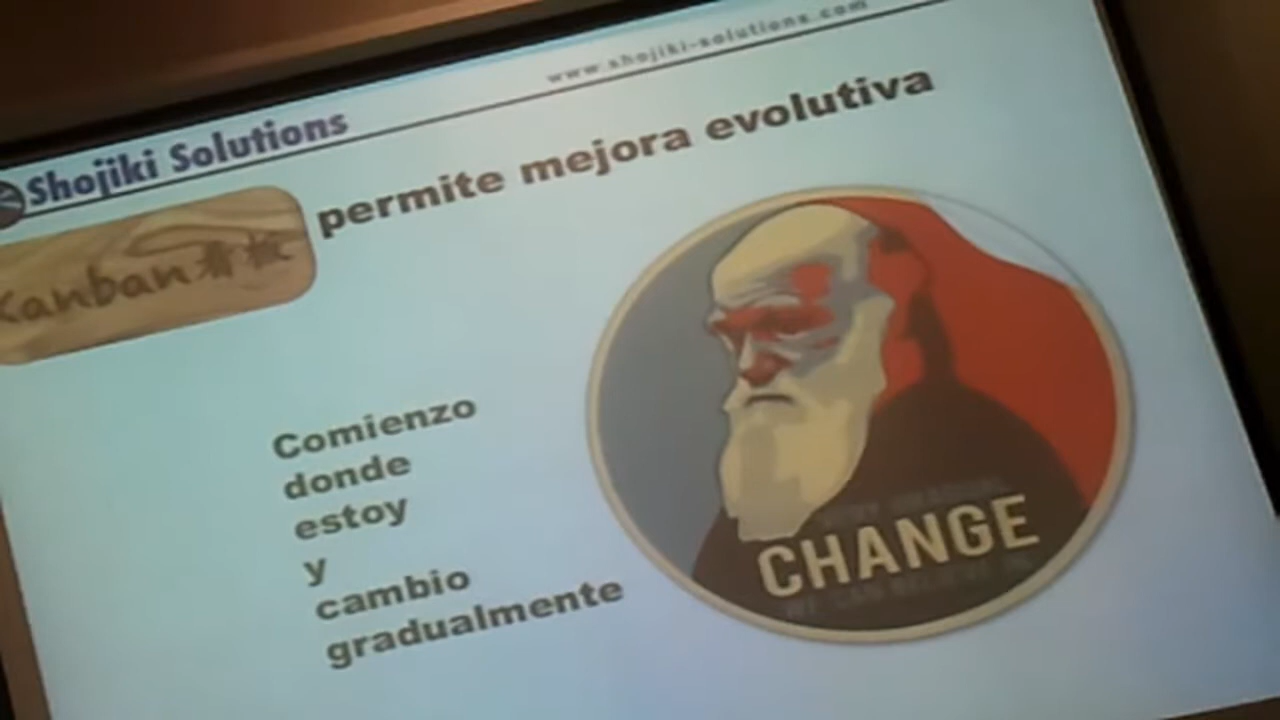 www.shojiki-solutions.com
Shojiki Solutions
Kanban看板 permite mejora evolutiva
Comienzo
donde
estoy
y
cambio
gradualmente
CHANGE